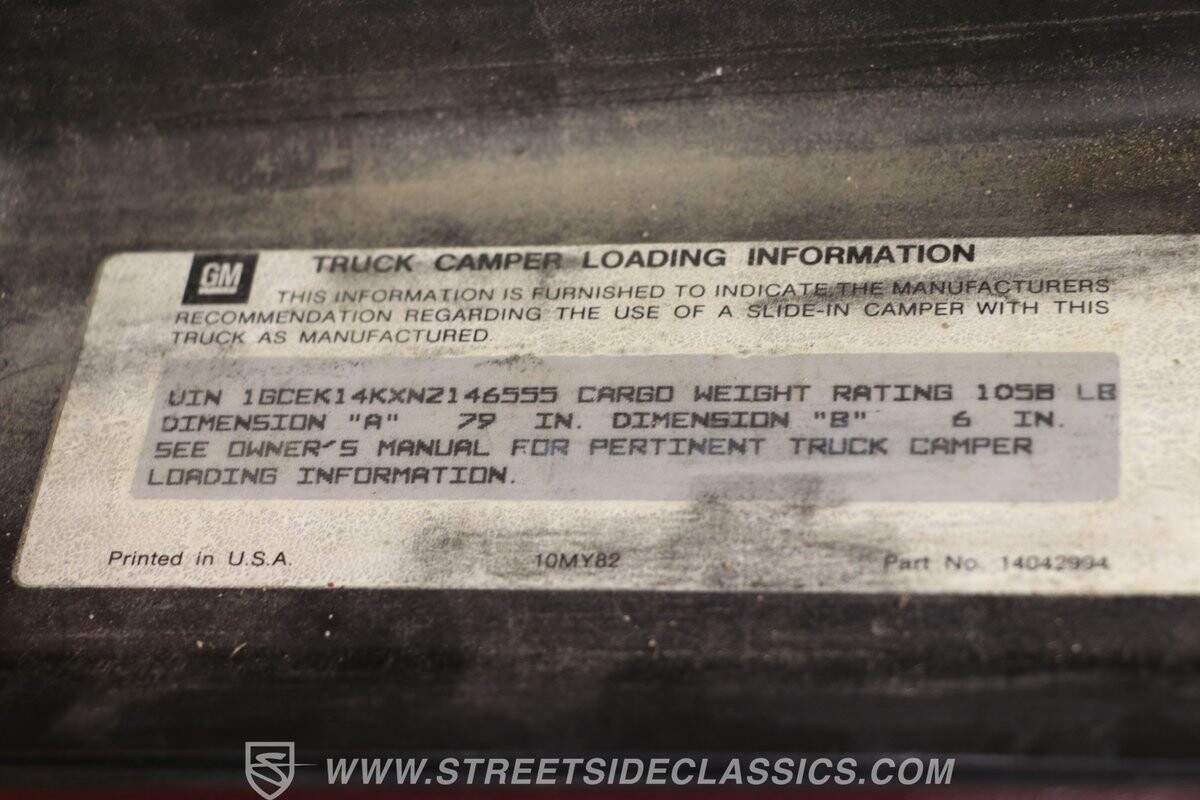 GM TRUCK CAMPER LOADING INFORMATION
THIS INFORMATION IS FURNISHED TO INDICATE THE MANUFACTURERS
RECOMMENDATION REGARDING THE USE OF A SLIDE-IN CAMPER WITH THIS
TRUCK AS MANUFACTURED.
VIN 1GCEK14KXNZ146555 CARGO WEIGHT RATING 1058 LB
DIMENSION "A" 79 IN. DIMENSION "B" 6 IN.
SEE OWNER'S MANUAL FOR PERTINENT TRUCK CAMPER
LOADING INFORMATION.
Printed in U.S.A. 10MY82 Part No. 14042994
WWW.STREETSIDECLASSICS.COM